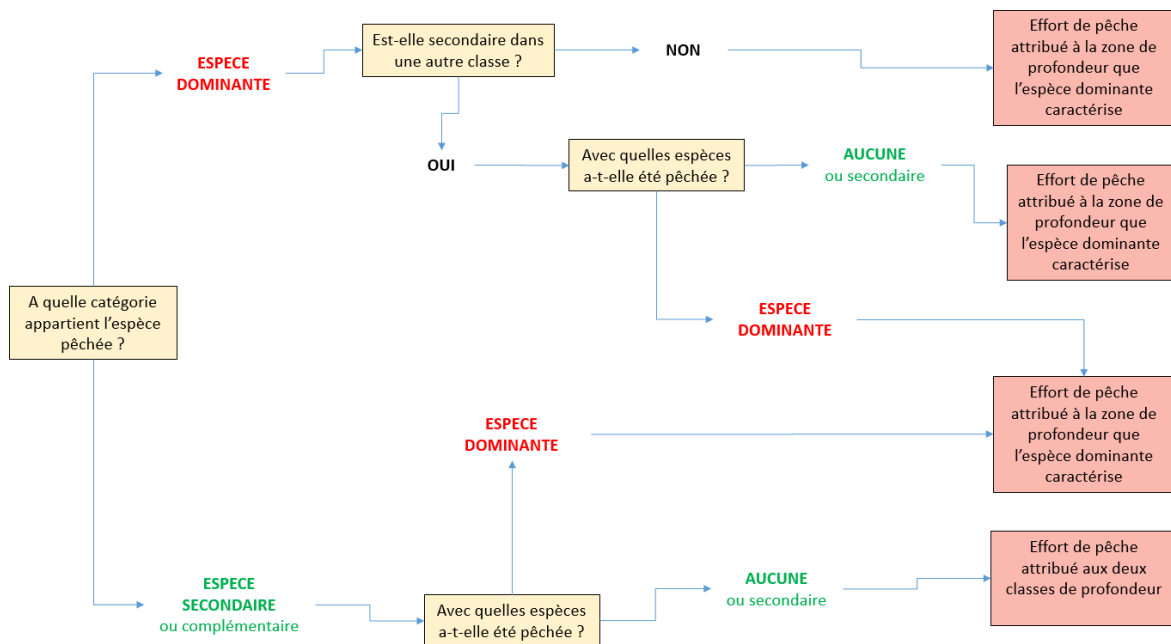 Est-elle secondaire dans
une autre classe ?
NON
Effort de pêche
attribué à la zone de
profondeur que
l'espèce dominante
caractérise
ESPECE
DOMINANTE
OUI
Avec quelles espèces
a-t-elle été pêchée ?
AUCUNE
ou secondaire
Effort de pêche
attribué à la zone de
profondeur que
l'espèce dominante
caractérise
A quelle catégorie
appartient l'espèce
pêchée ?
ESPECE
DOMINANTE
ESPECE
DOMINANTE
Effort de pêche
attribué à la zone de
profondeur que
l'espèce dominante
caractérise
ESPECE
SECONDAIRE
ou complémentaire
Avec quelles espèces
a-t-elle été pêchée ?
AUCUNE
ou secondaire
Effort de pêche
attribué aux deux
classes de profondeur